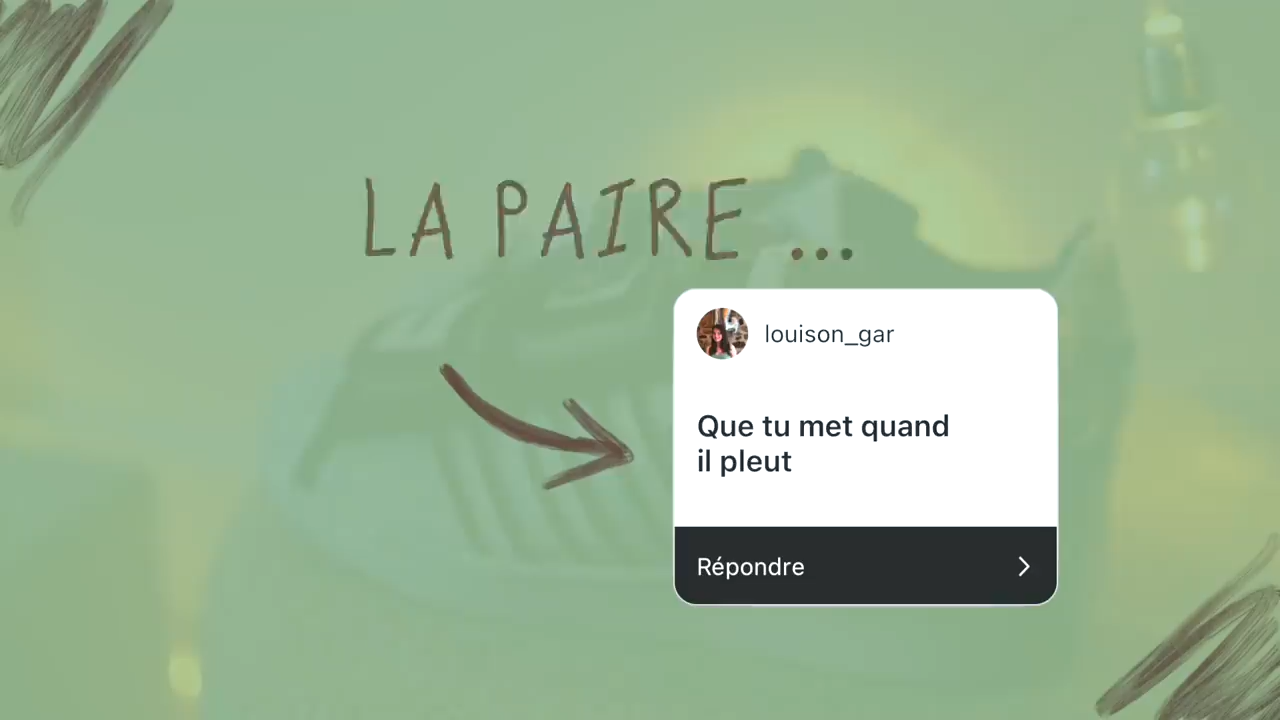 LA PAIRE ...
louison_gar
Que tu met quand
il pleut
Répondre